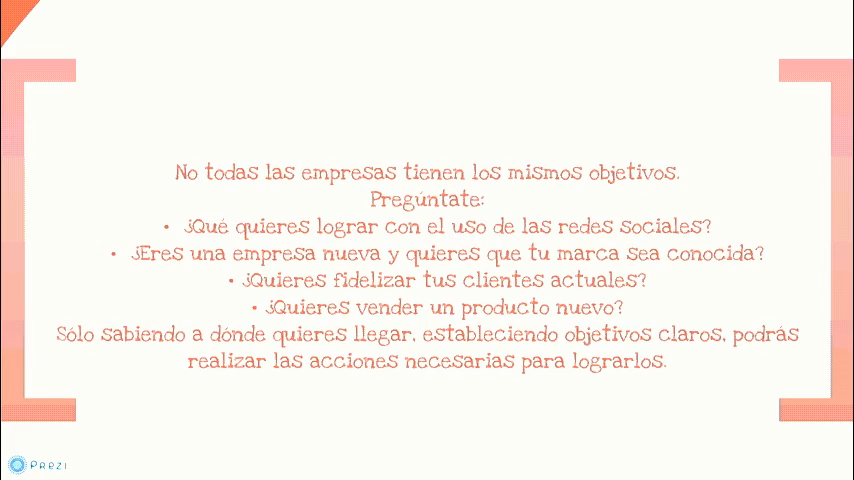 No todas las empresas tienen los mismos objetivos.
Pregúntate:
• ¿Qué quieres lograr con el uso de las redes sociales?
• ¿Eres una empresa nueva y quieres que tu marca sea conocida?
• ¿Quieres fidelizar tus clientes actuales?
• ¿Quieres vender un producto nuevo?
Sólo sabiendo a dónde quieres llegar, estableciendo objetivos claros, podrás
realizar las acciones necesarias para lograrlos.
Prezi